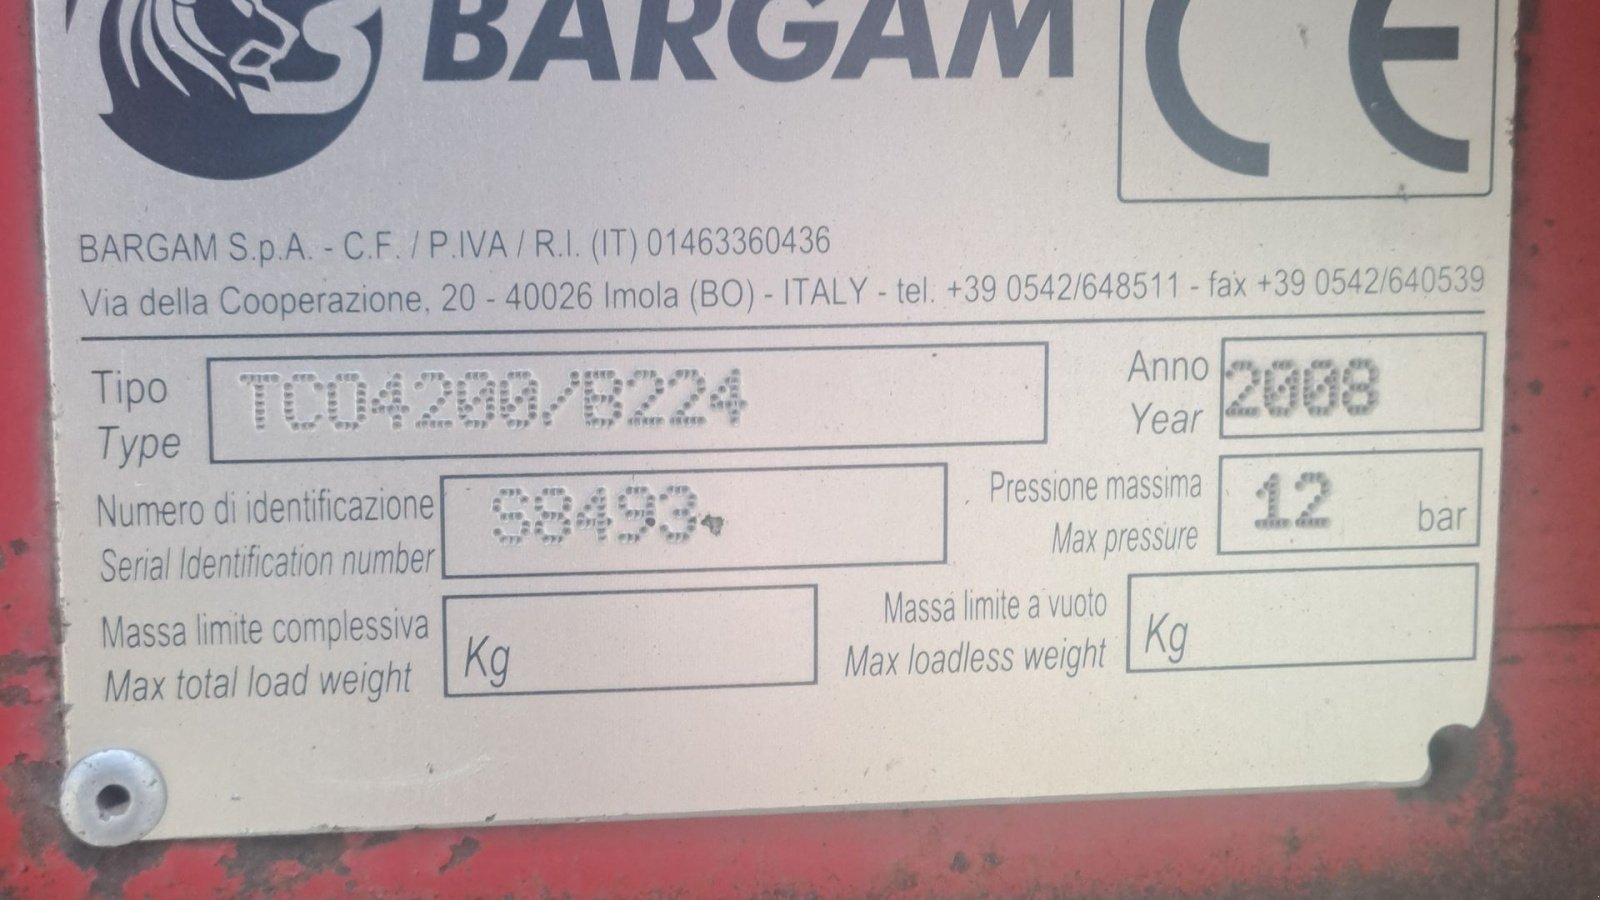 BARGAM CE
BARGAM S.p.A. - C.F. / P.IVA / R.I. (IT) 01463360436
Via della Cooperazione, 20 - 40026 Imola (BO) - ITALY - tel. +39 0542/648511 - fax +39 0542/640539
Tipo TCO4200/B224 Anno 2008
Type Year
Numero di identificazione S8493 Pressione massima 12 bar
Serial Identification number Max pressure
Massa limite complessiva Kg Massa limite a vuoto Kg
Max total load weight Max loadless weight